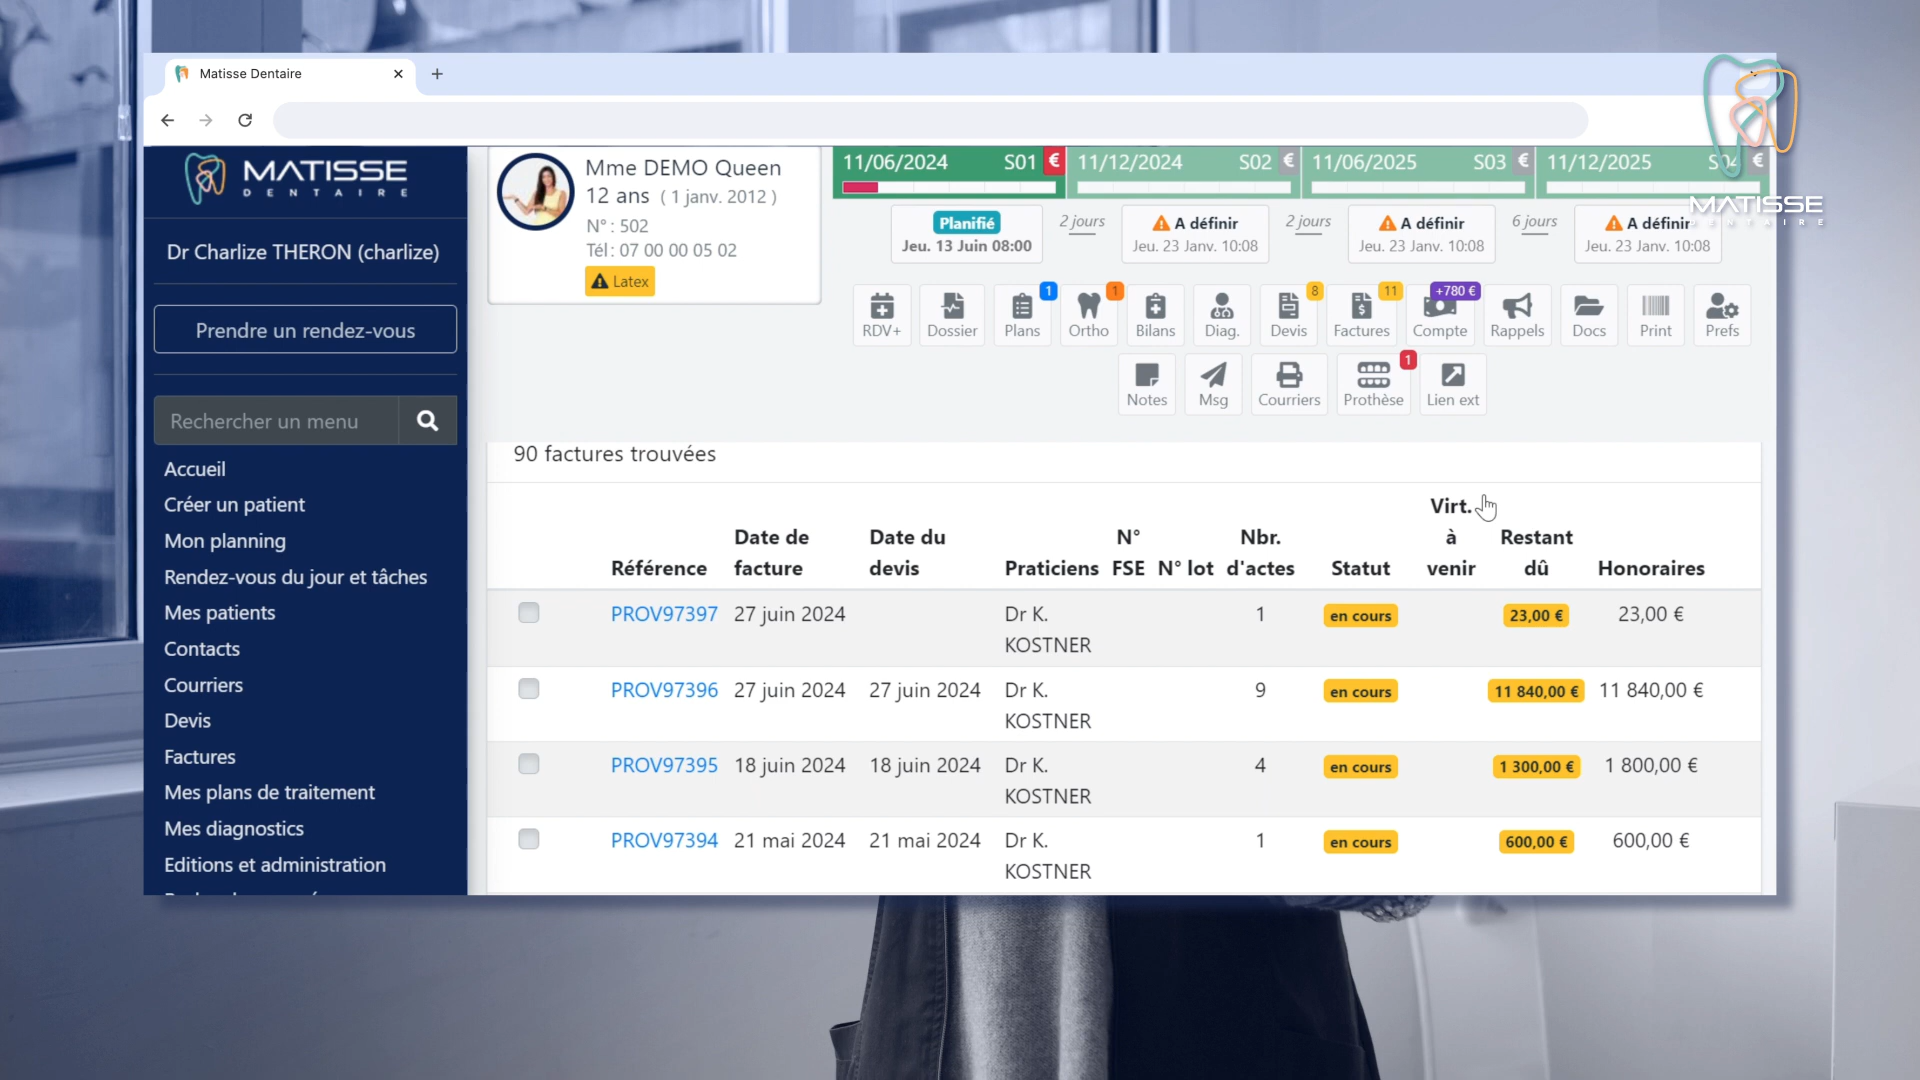 Matisse Dentaire
MATISSE
DENTAIRE
Dr Charlize THERON (charlize)
Prendre un rendez-vous
Rechercher un menu
Accueil
Créer un patient
Mon planning
Rendez-vous du jour et tâches
Mes patients
Contacts
Courriers
Devis
Factures
Mes plans de traitement
Mes diagnostics
Editions et administration
Mme DEMO Queen
12 ans ( 1 janv. 2012 )
N° : 502
Tél : 07 00 00 05 02
Latex
11/06/2024 S01 € 11/12/2024 S02 € 11/06/2025 S03 € 11/12/2025 S04 €
Planifié
Jeu. 13 Juin 08:00
2 jours
A définir
Jeu. 23 Janv. 10:08
2 jours
A définir
Jeu. 23 Janv. 10:08
6 jours
A définir
Jeu. 23 Janv. 10:08
MATISSE
DENTAIRE
1 1 8 11 +780 €
RDV+ Dossier Plans Ortho Bilans Diag. Devis Factures Compte Rappels Docs Print Prefs
1
Notes Msg Courriers Prothèse Lien ext
90 factures trouvées
Référence Date de facture Date du devis Praticiens N° FSE N° lot Nbr. d'actes Statut Virt. à venir Restant dû Honoraires
PROV97397 27 juin 2024 Dr K. KOSTNER 1 en cours 23,00 € 23,00 €
PROV97396 27 juin 2024 27 juin 2024 Dr K. KOSTNER 9 en cours 11 840,00 € 11 840,00 €
PROV97395 18 juin 2024 18 juin 2024 Dr K. KOSTNER 4 en cours 1 300,00 € 1 800,00 €
PROV97394 21 mai 2024 21 mai 2024 Dr K. KOSTNER 1 en cours 600,00 € 600,00 €